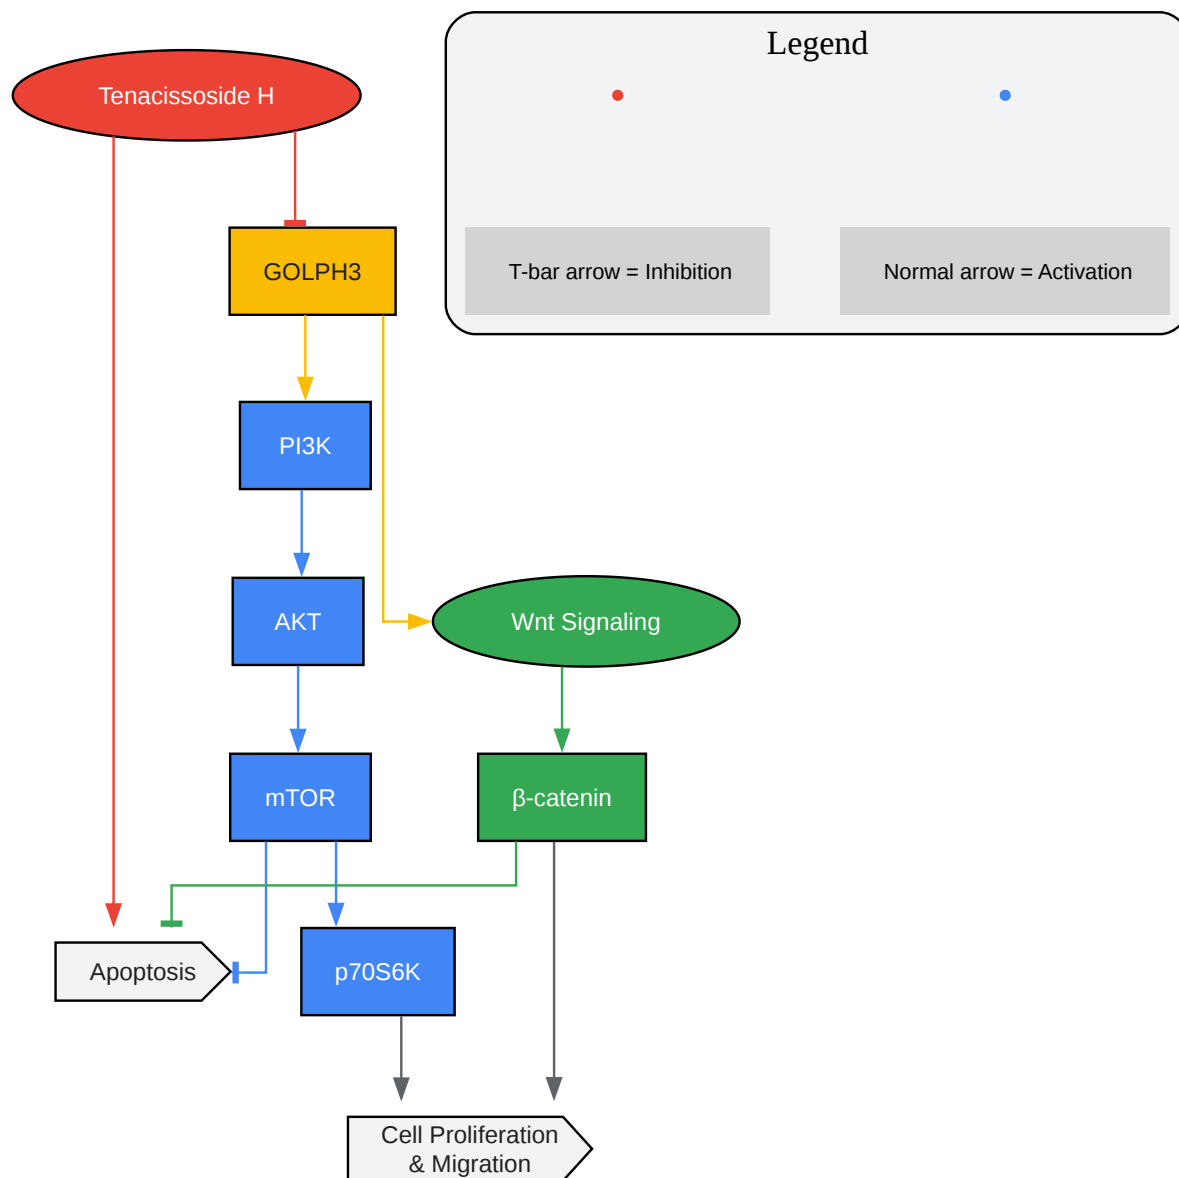 Legend
Tenacissoside H
GOLPH3
T-bar arrow = Inhibition
Normal arrow = Activation
PI3K
AKT
Wnt Signaling
mTOR
β-catenin
Apoptosis
p70S6K
Cell Proliferation
& Migration